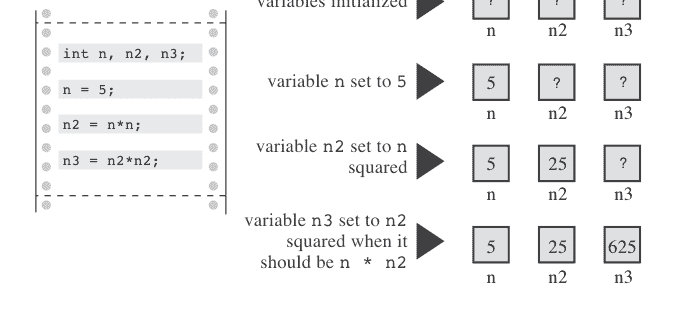 int n, n2, n3;
n = 5;
n2 = n*n;
n3 = n2*n2;
variables initialized
? ? ?
n n2 n3
variable n set to 5
5 ? ?
n n2 n3
variable n2 set to n
squared
5 25 ?
n n2 n3
variable n3 set to n2
squared when it
should be n * n2
5 25 625
n n2 n3